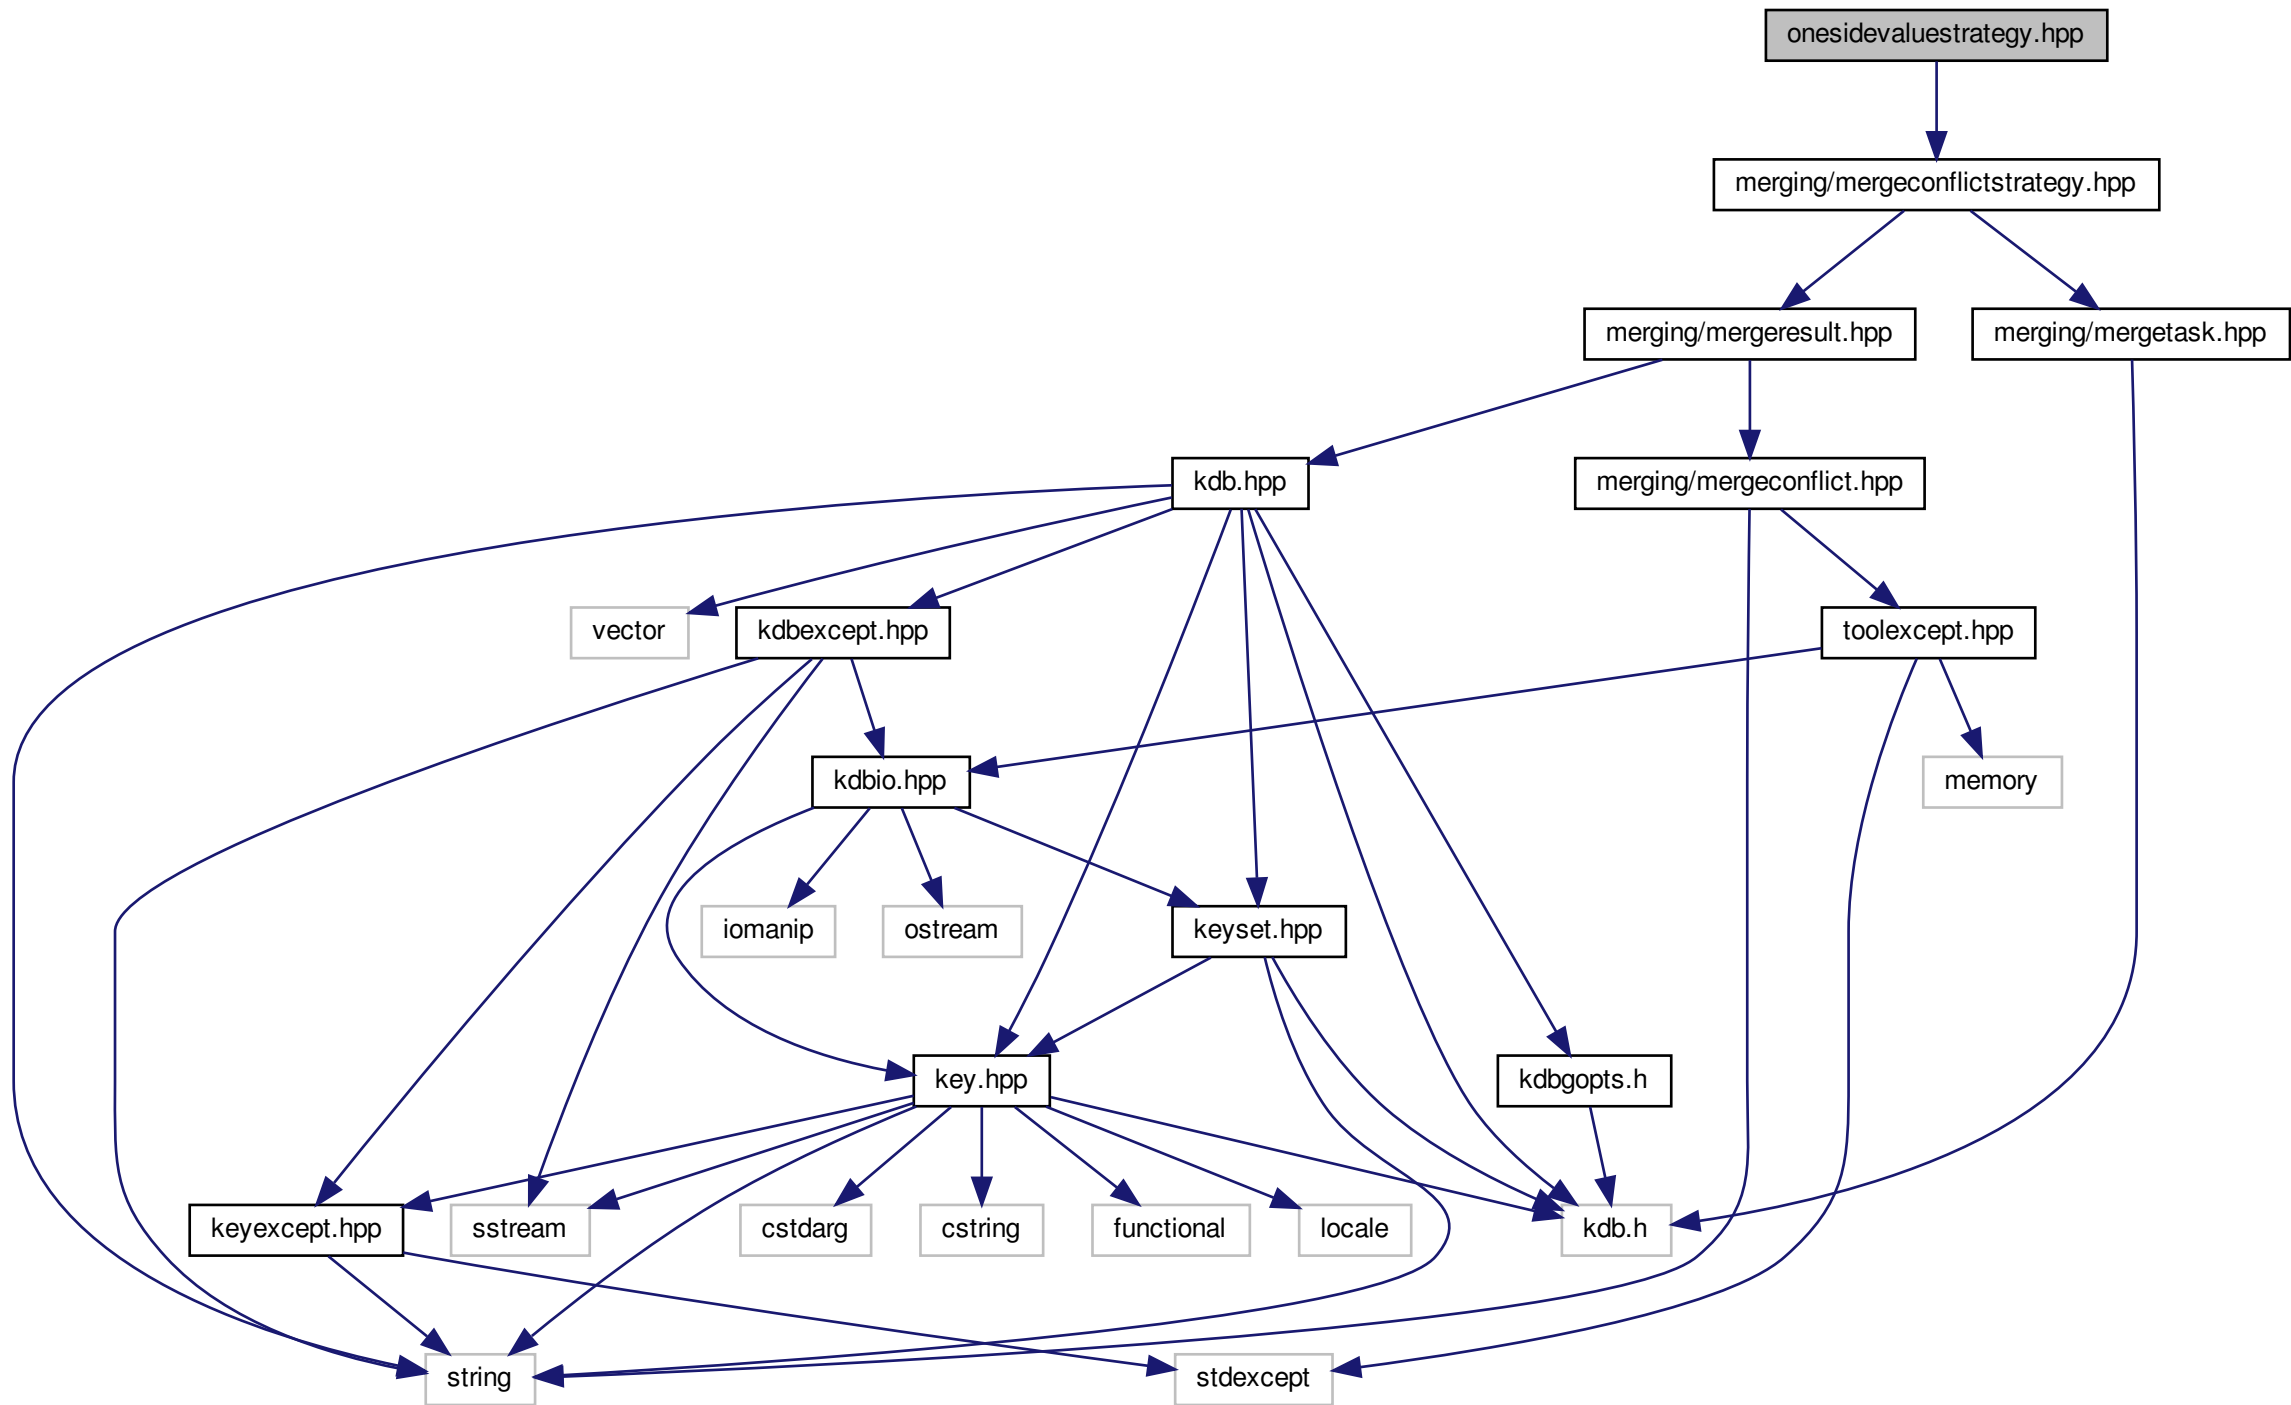 onesidevaluestrategy.hpp
merging/mergeconflictstrategy.hpp
merging/mergeresult.hpp
merging/mergetask.hpp
kdb.hpp
merging/mergeconflict.hpp
vector
kdbexcept.hpp
toolexcept.hpp
kdbio.hpp
memory
iomanip
ostream
keyset.hpp
key.hpp
kdbgopts.h
keyexcept.hpp
sstream
cstdarg
cstring
functional
locale
kdb.h
string
stdexcept